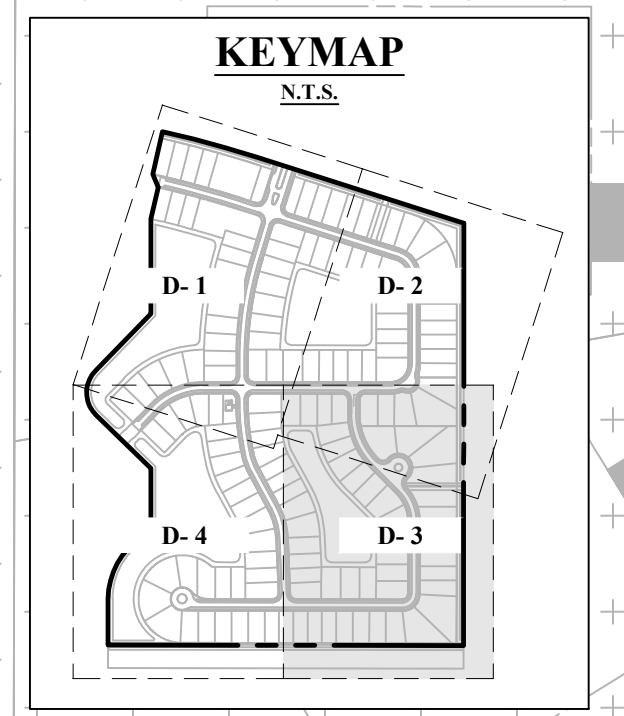 KEYMAP
N.T.S.
D- 1
D- 2
D- 4
D- 3